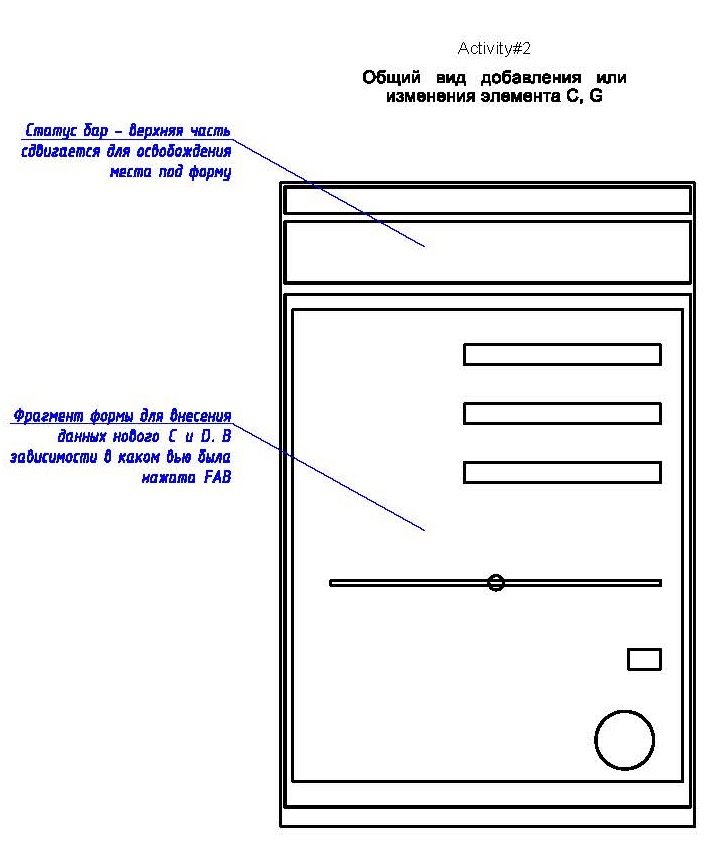 Activity#2
Общий вид добавления или
изменения элемента C, G
Статус бар - верхняя часть
сдвигается для освобождения
места под форму
Фрагмент формы для внесения
данных нового C и D. В
зависимости в каком вью была
нажата FAB